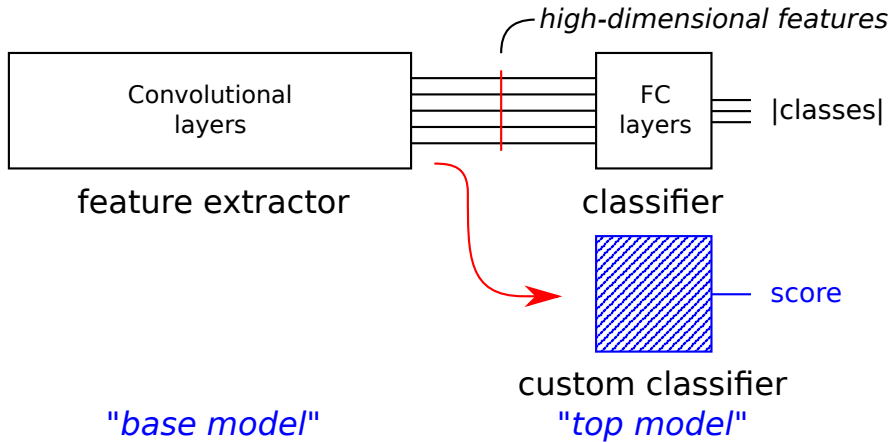 high-dimensional features
Convolutional
layers
FC
layers
|classes|
feature extractor
classifier
score
custom classifier
"base model"
"top model"